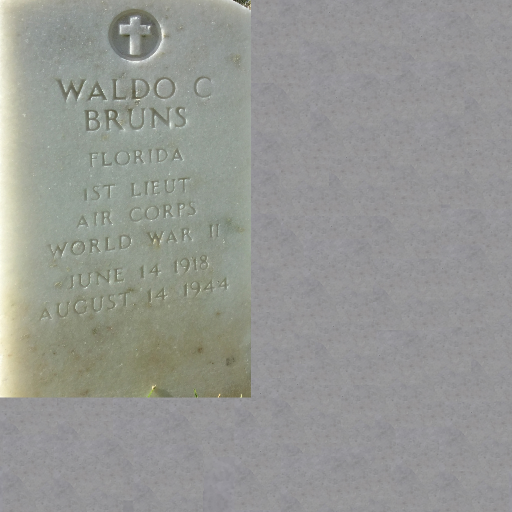 WALDO C
BRUNS
FLORIDA
1ST LIEUT
AIR CORPS
WORLD WAR II
JUNE 14 1918
AUGUST 14 1944